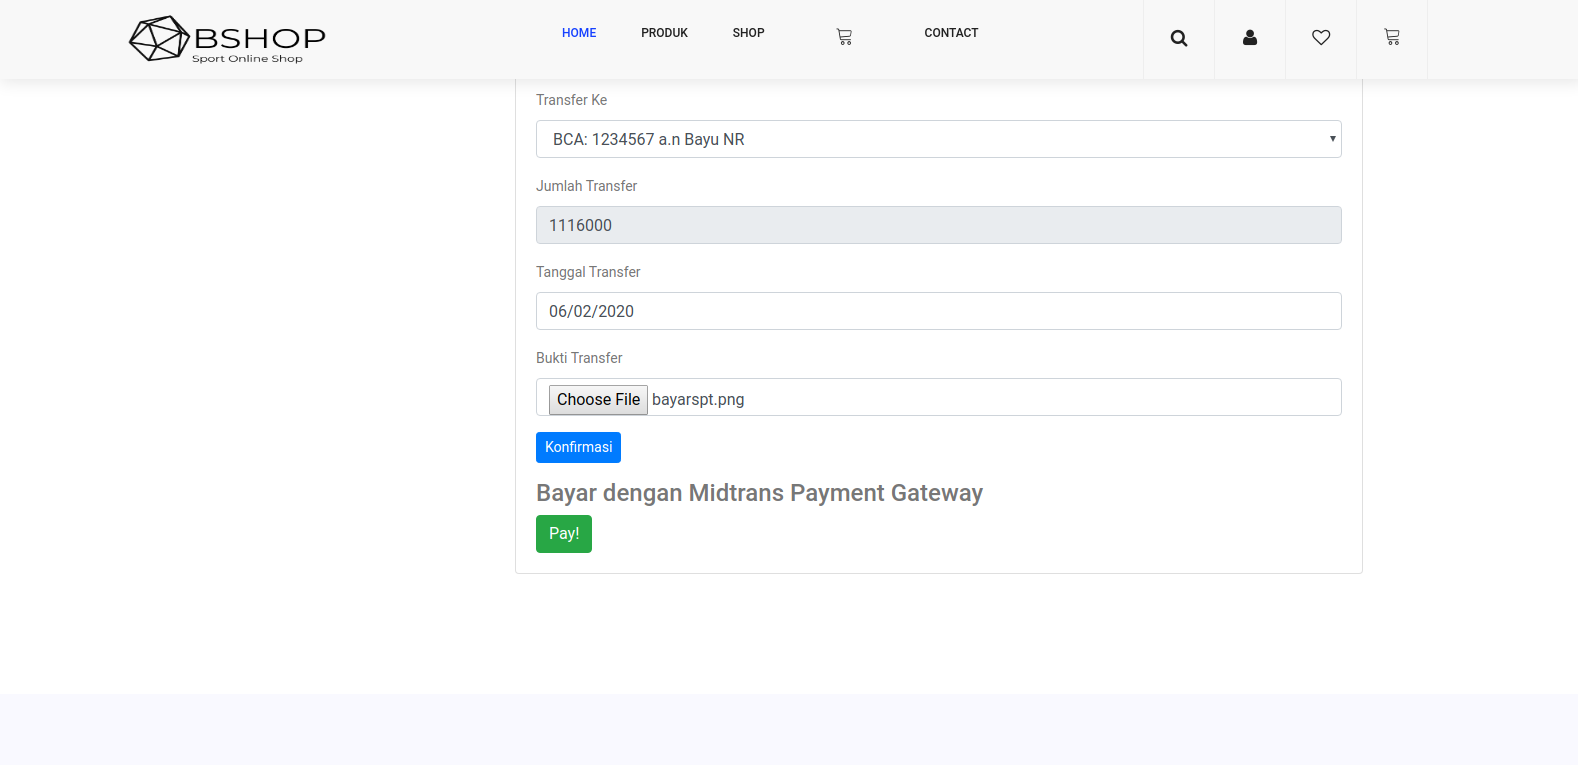 BSHOP
Sport Online Shop
HOME
PRODUK
SHOP
CONTACT
Transfer Ke
BCA: 1234567 a.n Bayu NR
Jumlah Transfer
1116000
Tanggal Transfer
06/02/2020
Bukti Transfer
Choose File bayarspt.png
Konfirmasi
Bayar dengan Midtrans Payment Gateway
Pay!